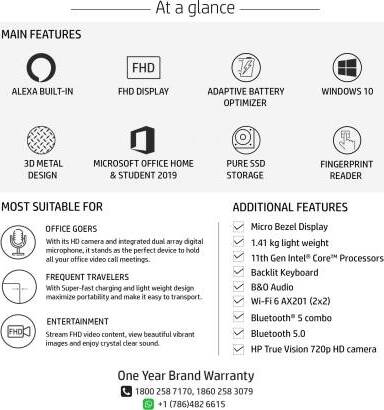 At a glance
MAIN FEATURES
FHD
ALEXA BUILT-IN
FHD DISPLAY
ADAPTIVE BATTERY
OPTIMIZER
WINDOWS 10
3D METAL
DESIGN
MICROSOFT OFFICE HOME
& STUDENT 2019
PURE SSD
STORAGE
FINGERPRINT
READER
MOST SUITABLE FOR
OFFICE GOERS
With its HD camera and integrated dual array digital
microphone, it stands as the perfect device to hold
all your office video call meetings.
FREQUENT TRAVELERS
With Super-fast charging and light weight design
maximize portability and make it easy to transport.
FHD
ENTERTAINMENT
Stream FHD video content, view beautiful vibrant
images and enjoy crystal clear sound.
ADDITIONAL FEATURES
Micro Bezel Display
1.41 kg light weight
11th Gen Intel® Core™ Processors
Backlit Keyboard
B&O Audio
Wi-Fi 6 AX201 (2x2)
Bluetooth® 5 combo
Bluetooth 5.0
HP True Vision 720p HD camera
One Year Brand Warranty
1800 258 7170, 1860 258 3079
+1 (786)482 6615